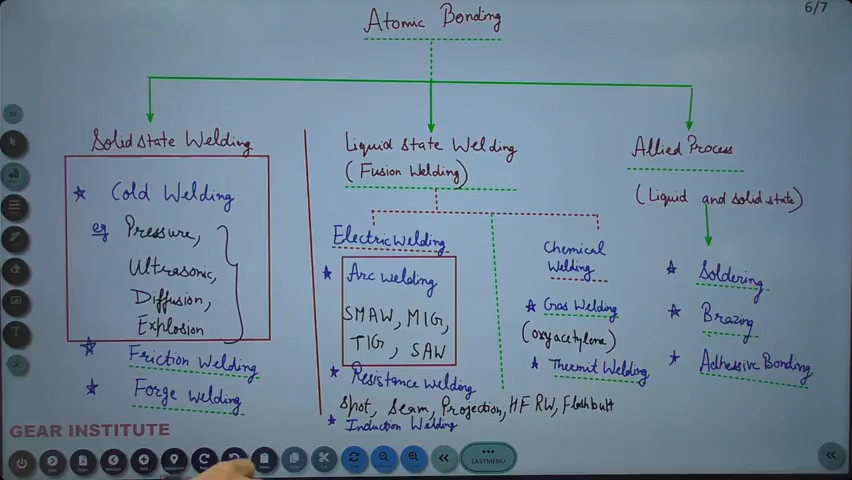 6/7
Atomic Bonding
Solid state Welding
Cold Welding
eg Pressure,
Ultrasonic,
Diffusion,
Explosion
Friction Welding
Forge Welding
Liquid state Welding
(Fusion Welding)
Electric Welding
Arc welding
SMAW, MIG,
TIG, SAW
Resistance Welding
Spot, Seam, Projection, HFRW, Flashbutt
Induction Welding
Chemical
Welding
Gas Welding
(oxyacetylene)
Thermit Welding
Allied Process
(Liquid and solid state)
Soldering
Brazing
Adhessive Bonding
GEAR INSTITUTE
EASYMENU